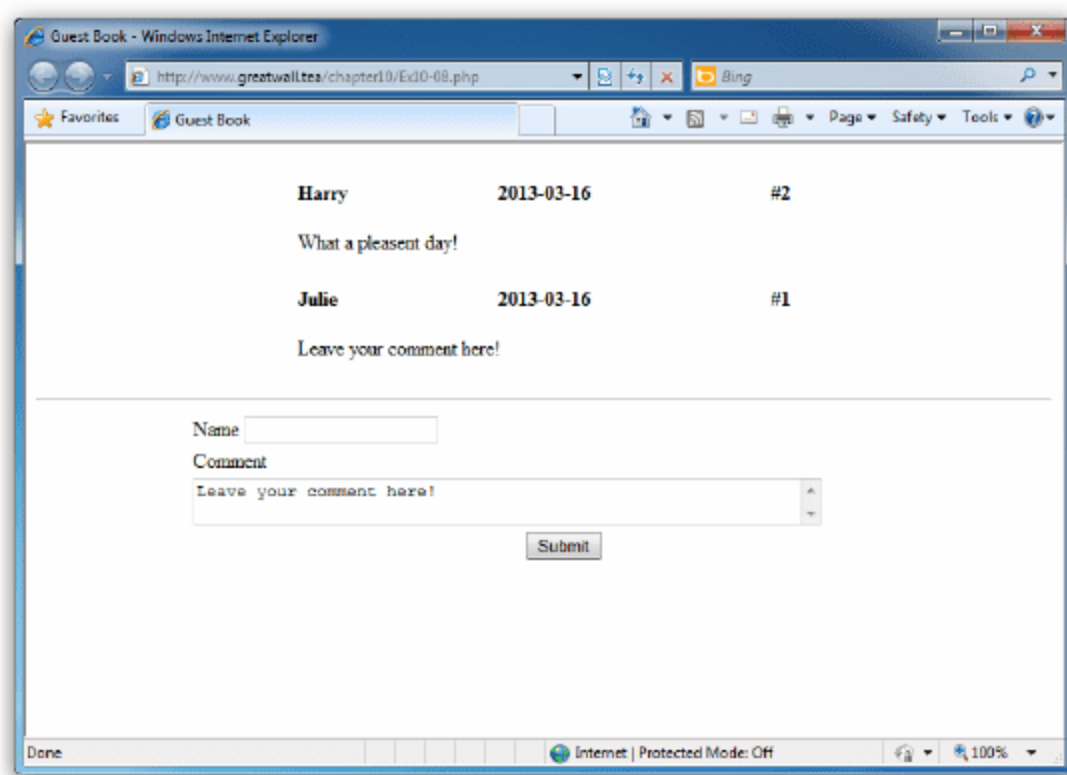 Guest Book - Windows Internet Explorer
http://www.greatwall.tea/chapter10/Ex10-08.php
Bing
Favorites
Guest Book
Page
Safety
Tools
Harry 2013-03-16 #2
What a pleasent day!
Julie 2013-03-16 #1
Leave your comment here!
Name
Comment
Leave your comment here!
Submit
Done
Internet | Protected Mode: Off
100%